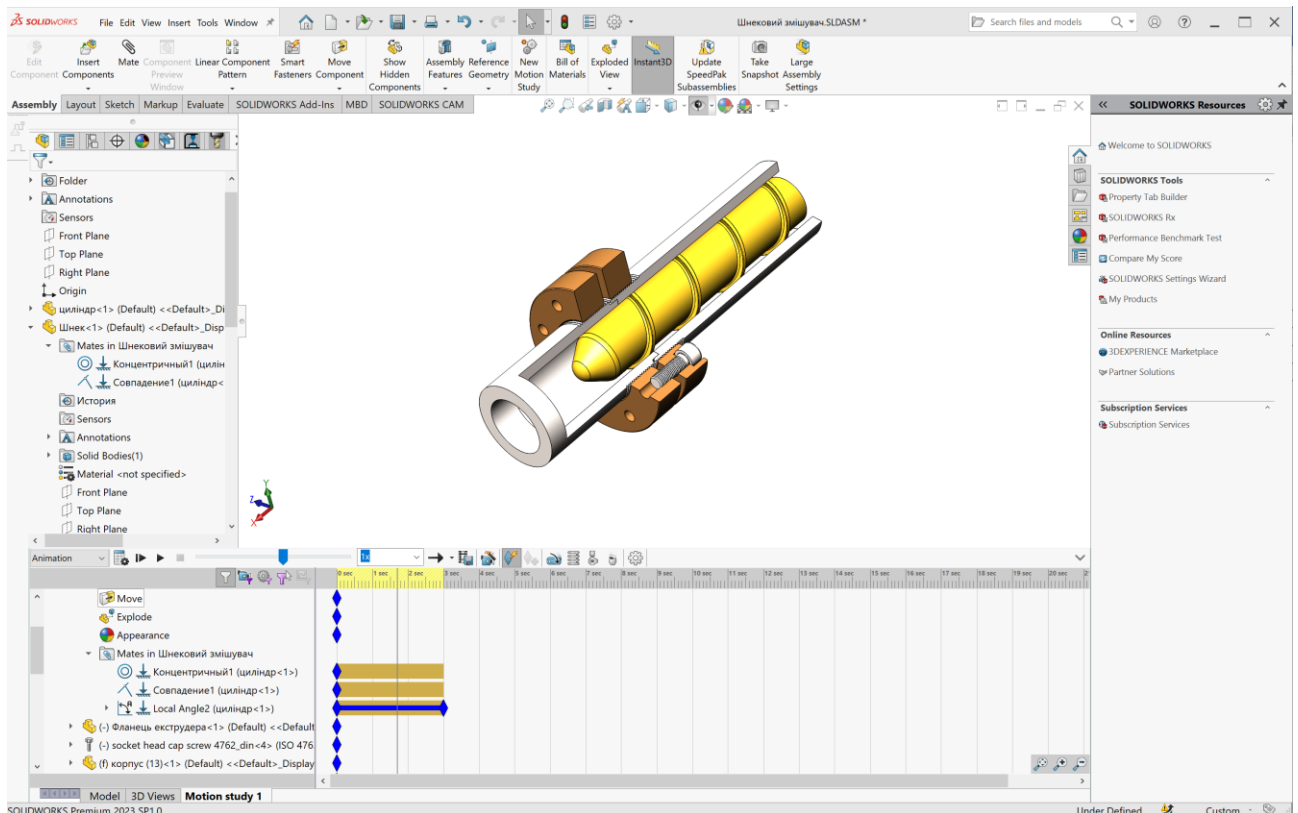 SOLIDWORKS File Edit View Insert Tools Window Шнековий змішувач.SLDASM * Search files and models
Edit Component
Insert Components
Mate
Component Preview Window
Linear Component Pattern
Smart Fasteners
Move Component
Show Hidden Components
Assembly Features
Reference Geometry
New Motion Study
Bill of Materials
Exploded View
Instant3D
Update SpeedPak Subassemblies
Take Snapshot
Large Assembly Settings
Assembly Layout Sketch Markup Evaluate SOLIDWORKS Add-Ins MBD SOLIDWORKS CAM
Folder
Annotations
Sensors
Front Plane
Top Plane
Right Plane
Origin
циліндр<1> (Default) <<Default>_Di
Шнек<1> (Default) <<Default>_Disp
Mates in Шнековий змішувач
Концентричный1 (цилін
Совпадение1 (циліндр<
История
Sensors
Annotations
Solid Bodies(1)
Material <not specified>
Front Plane
Top Plane
Right Plane
Y
Z
X
SOLIDWORKS Resources
Welcome to SOLIDWORKS
SOLIDWORKS Tools
Property Tab Builder
SOLIDWORKS Rx
Performance Benchmark Test
Compare My Score
SOLIDWORKS Settings Wizard
My Products
Online Resources
3DEXPERIENCE Marketplace
Partner Solutions
Subscription Services
Subscription Services
Animation 1x
0 sec 1 sec 2 sec 3 sec 4 sec 5 sec 6 sec 7 sec 8 sec 9 sec 10 sec 11 sec 12 sec 13 sec 14 sec 15 sec 16 sec 17 sec 18 sec 19 sec 20 sec 2
Move
Explode
Appearance
Mates in Шнековий змішувач
Концентричный1 (циліндр<1>)
Совпадение1 (циліндр<1>)
Local Angle2 (циліндр<1>)
(-) Фланець екструдера<1> (Default) <<Default
(-) socket head cap screw 4762_din<4> (ISO 476
(f) корпус (13)<1> (Default) <<Default>_Display
Model 3D Views Motion study 1
SOLIDWORKS Premium 2023 SP1.0 Under Defined Custom